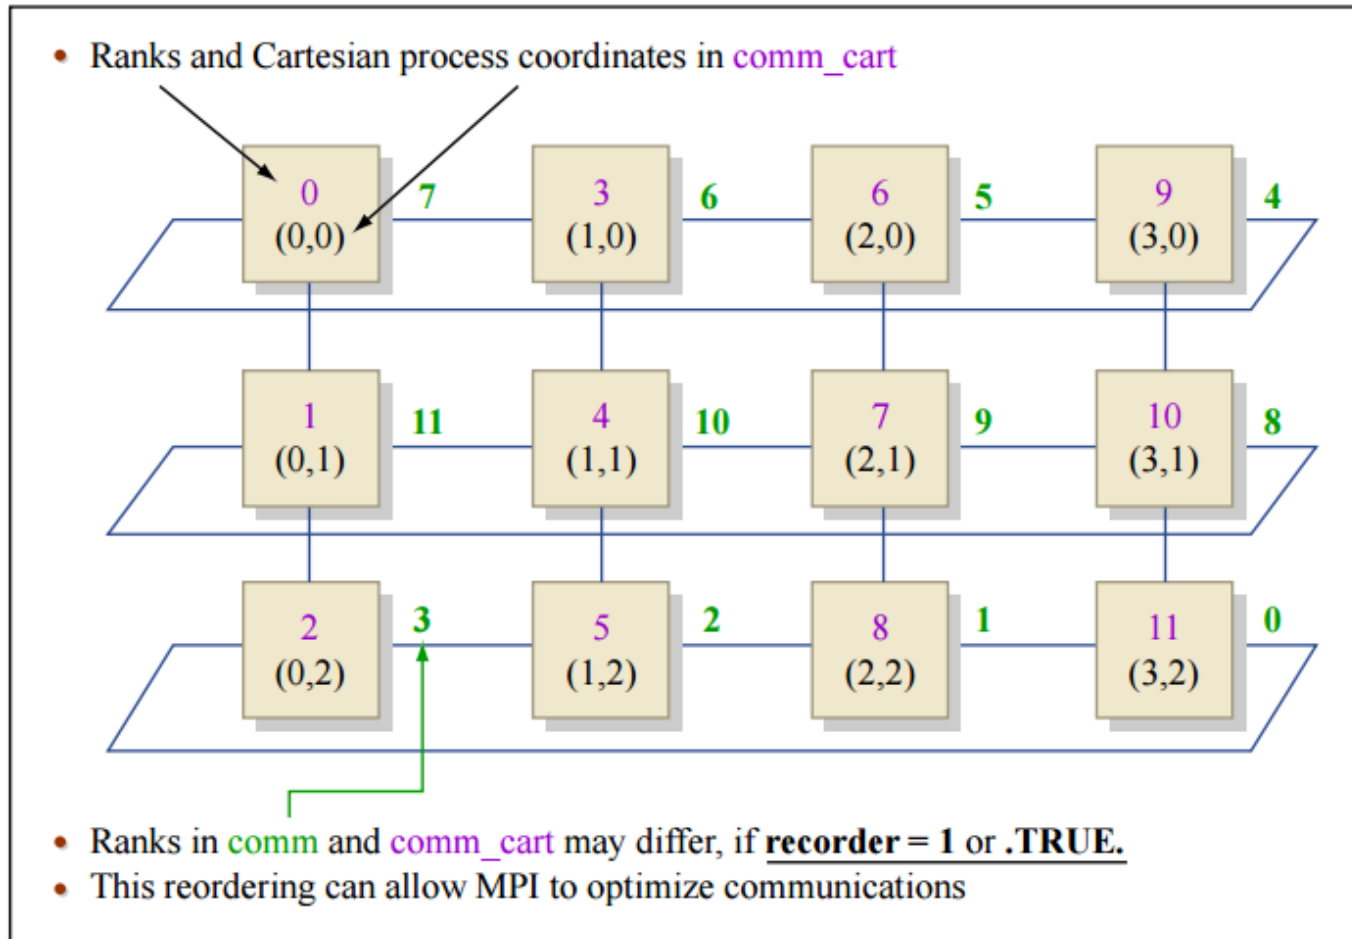 • Ranks and Cartesian process coordinates in comm_cart
0 7 3 6 6 5 9 4
(0,0) (1,0) (2,0) (3,0)
1 11 4 10 7 9 10 8
(0,1) (1,1) (2,1) (3,1)
2 3 5 2 8 1 11 0
(0,2) (1,2) (2,2) (3,2)
• Ranks in comm and comm_cart may differ, if recorder = 1 or .TRUE.
• This reordering can allow MPI to optimize communications